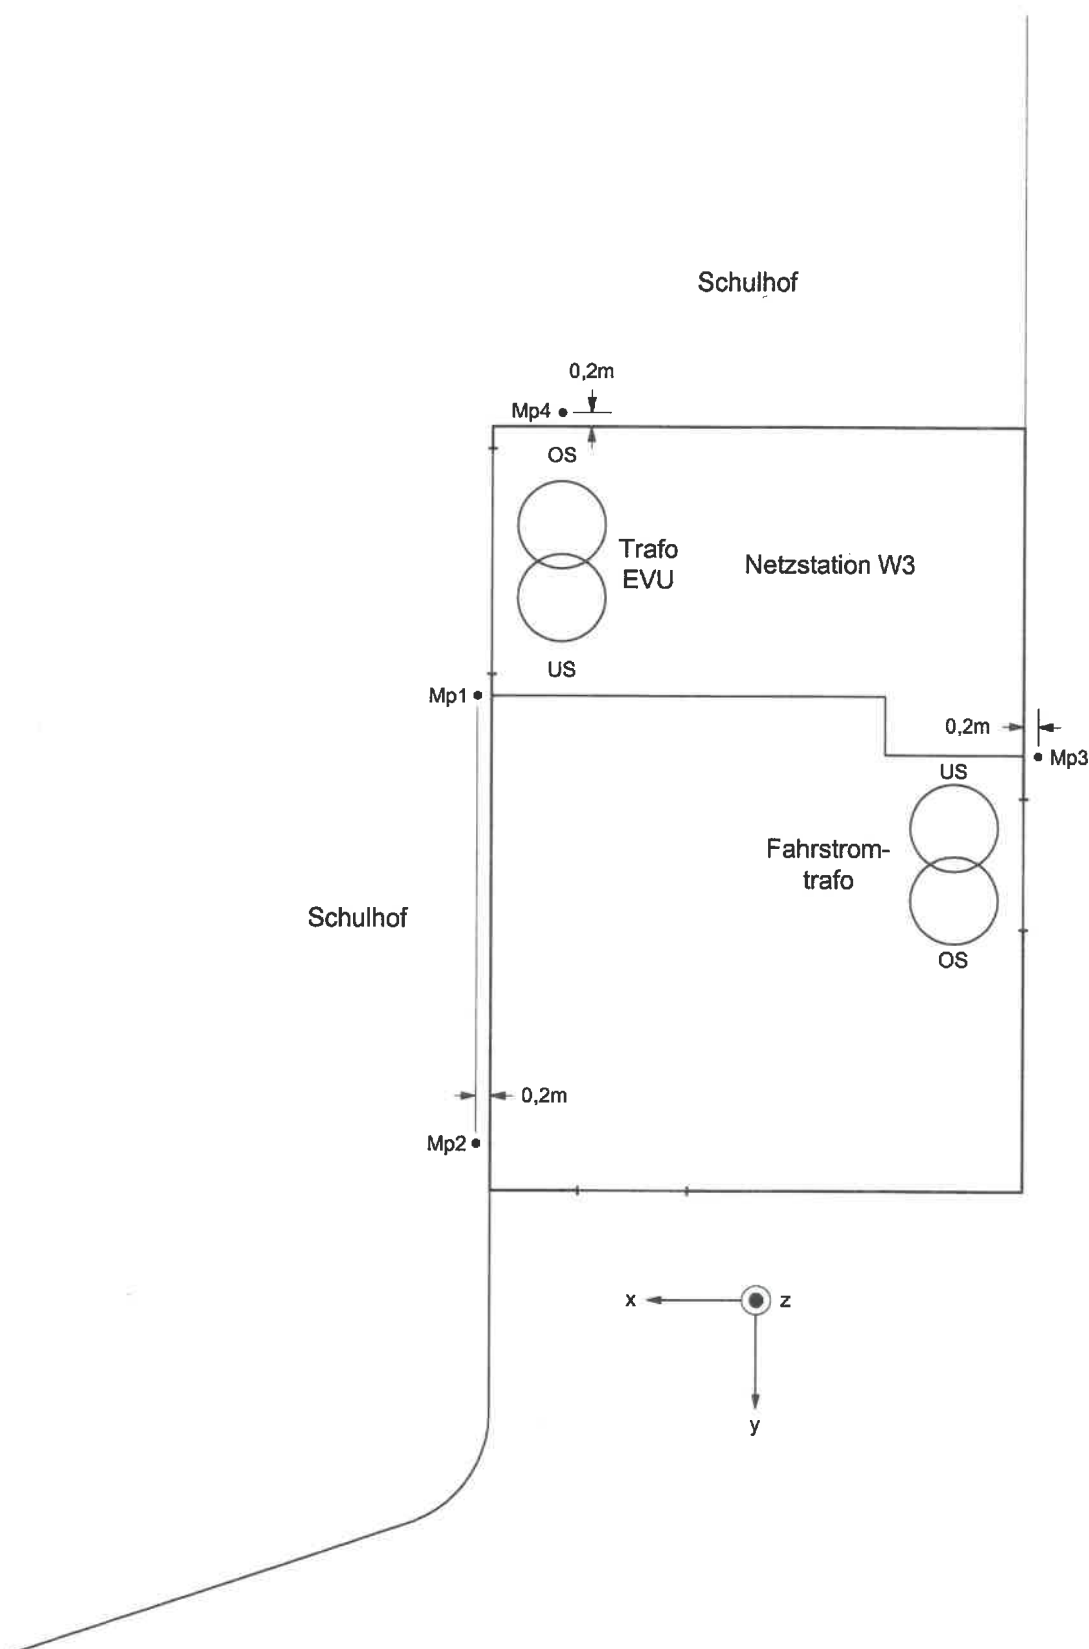 Schulhof
0,2m
Mp4
OS
Trafo
EVU
Netzstation W3
US
Mp1
0,2m
Mp3
US
Fahrstrom-
trafo
Schulhof
OS
0,2m
Mp2
x
z
y